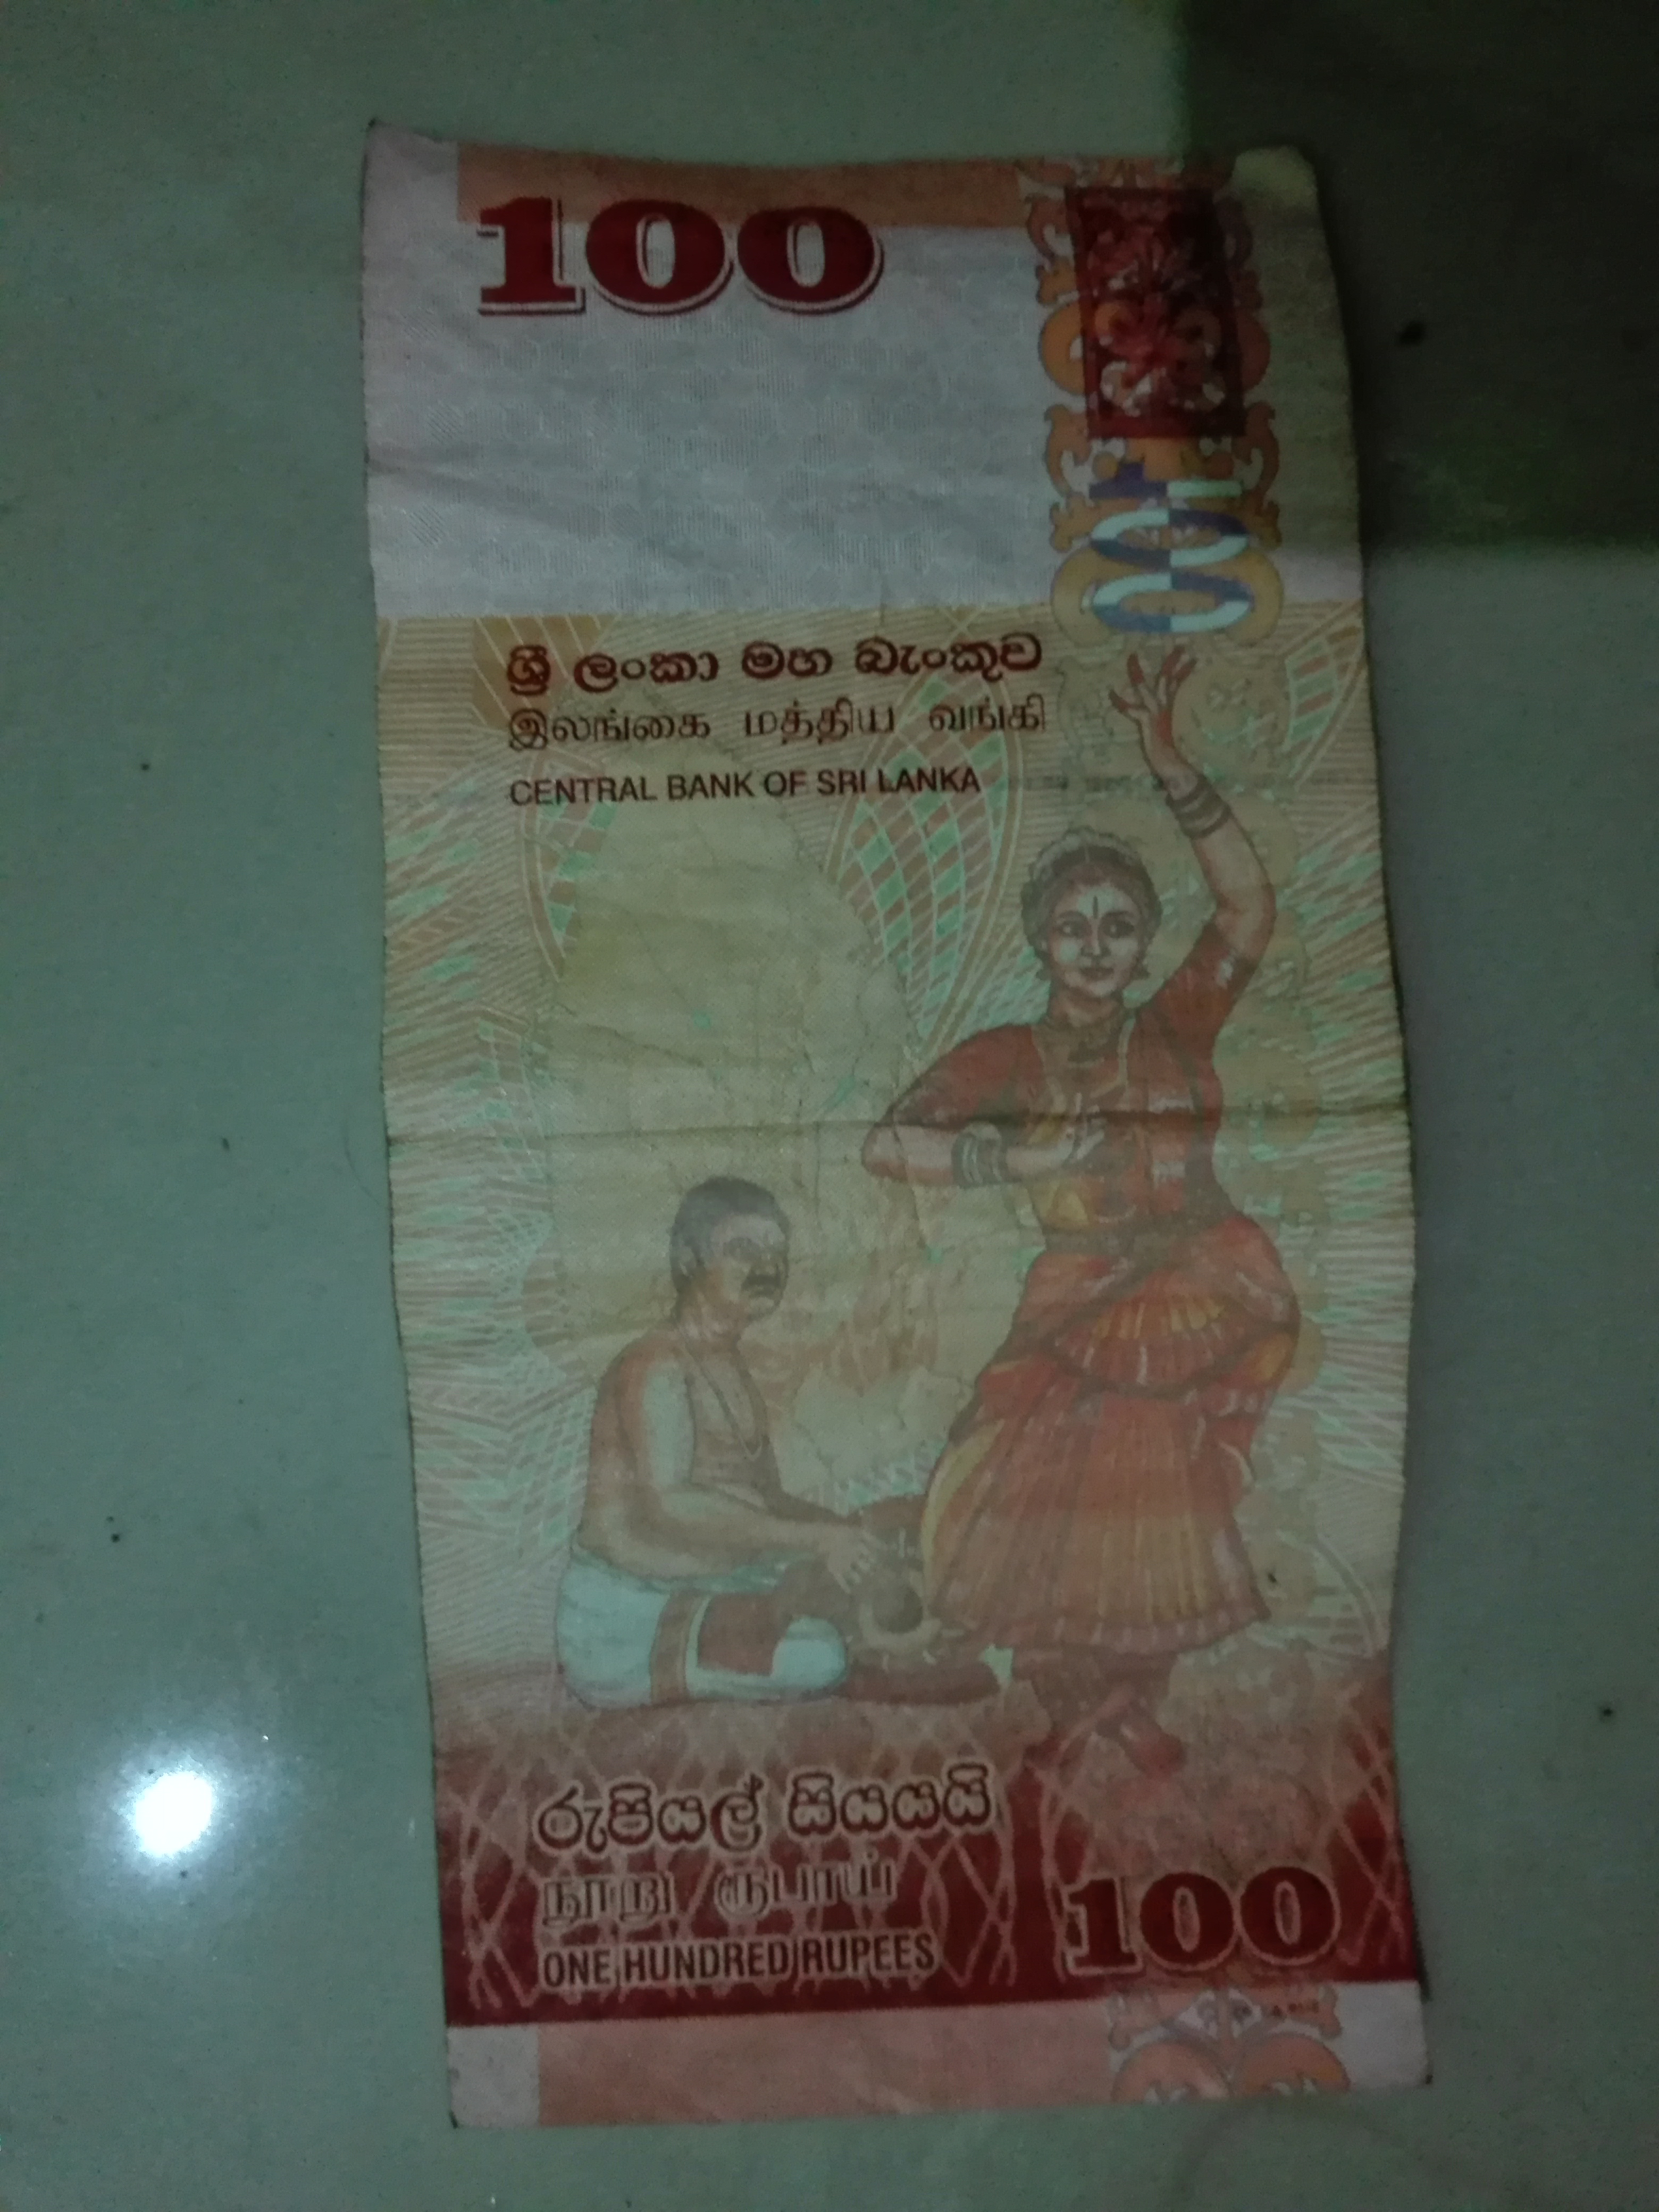 100
ශ්‍රී ලංකා මහ බැංකුව
இலங்கை மத்திய வங்கி
CENTRAL BANK OF SRI LANKA
100
රුපියල් සියයයි
நூறு ரூபாய்
ONE HUNDRED RUPEES
100